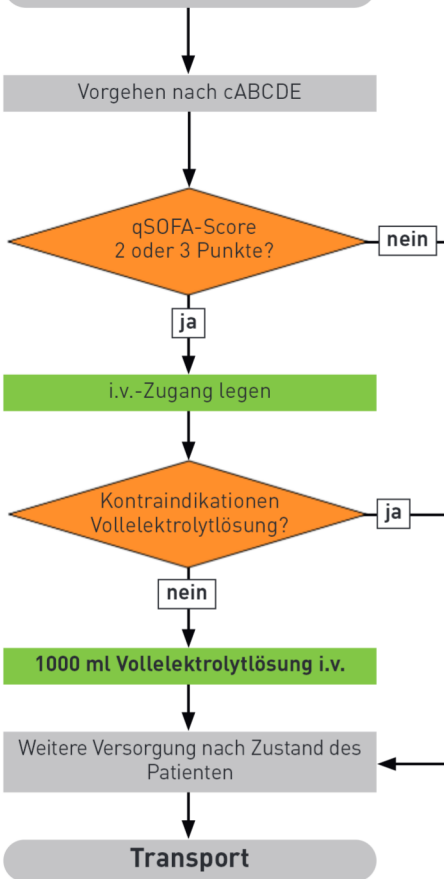 Vorgehen nach cABCDE
qSOFA-Score
2 oder 3 Punkte?
nein
ja
i.v.-Zugang legen
Kontraindikationen
Vollelektrolytlösung?
ja
nein
1000 ml Vollelektrolytlösung i.v.
Weitere Versorgung nach Zustand des
Patienten
Transport